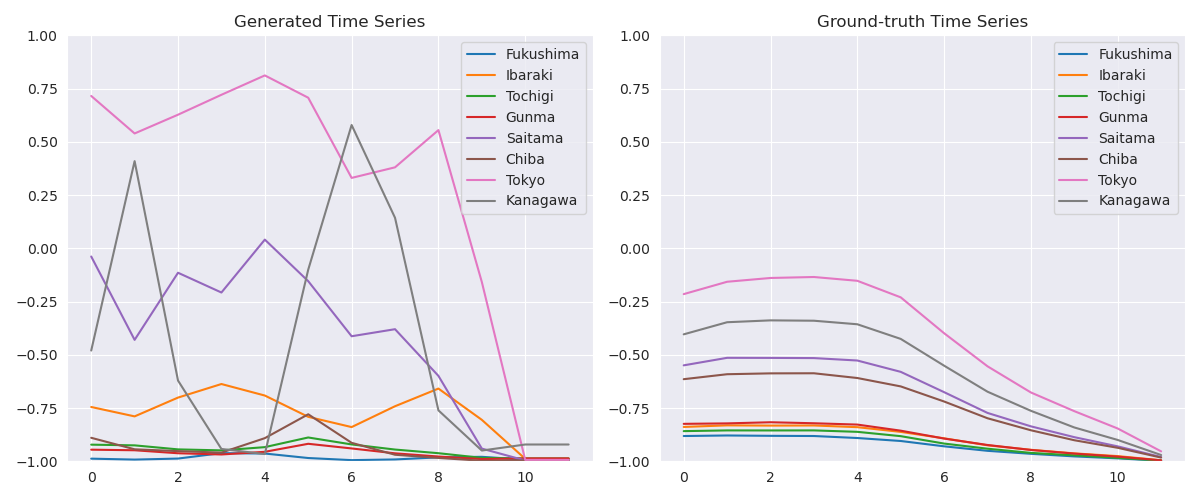 Generated Time Series
1.00
0.75
0.50
0.25
0.00
−0.25
−0.50
−0.75
−1.00
0 2 4 6 8 10
Fukushima
Ibaraki
Tochigi
Gunma
Saitama
Chiba
Tokyo
Kanagawa
Ground-truth Time Series
1.00
0.75
0.50
0.25
0.00
−0.25
−0.50
−0.75
−1.00
0 2 4 6 8 10
Fukushima
Ibaraki
Tochigi
Gunma
Saitama
Chiba
Tokyo
Kanagawa